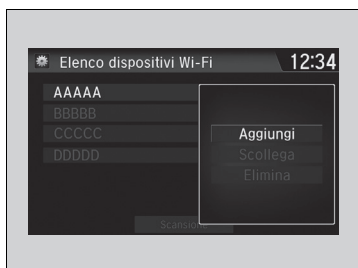 Elenco dispositivi Wi-Fi
12:34
AAAAA
BBBBB
CCCCC
DDDDD
Aggiungi
Scollega
Elimina
Scansione